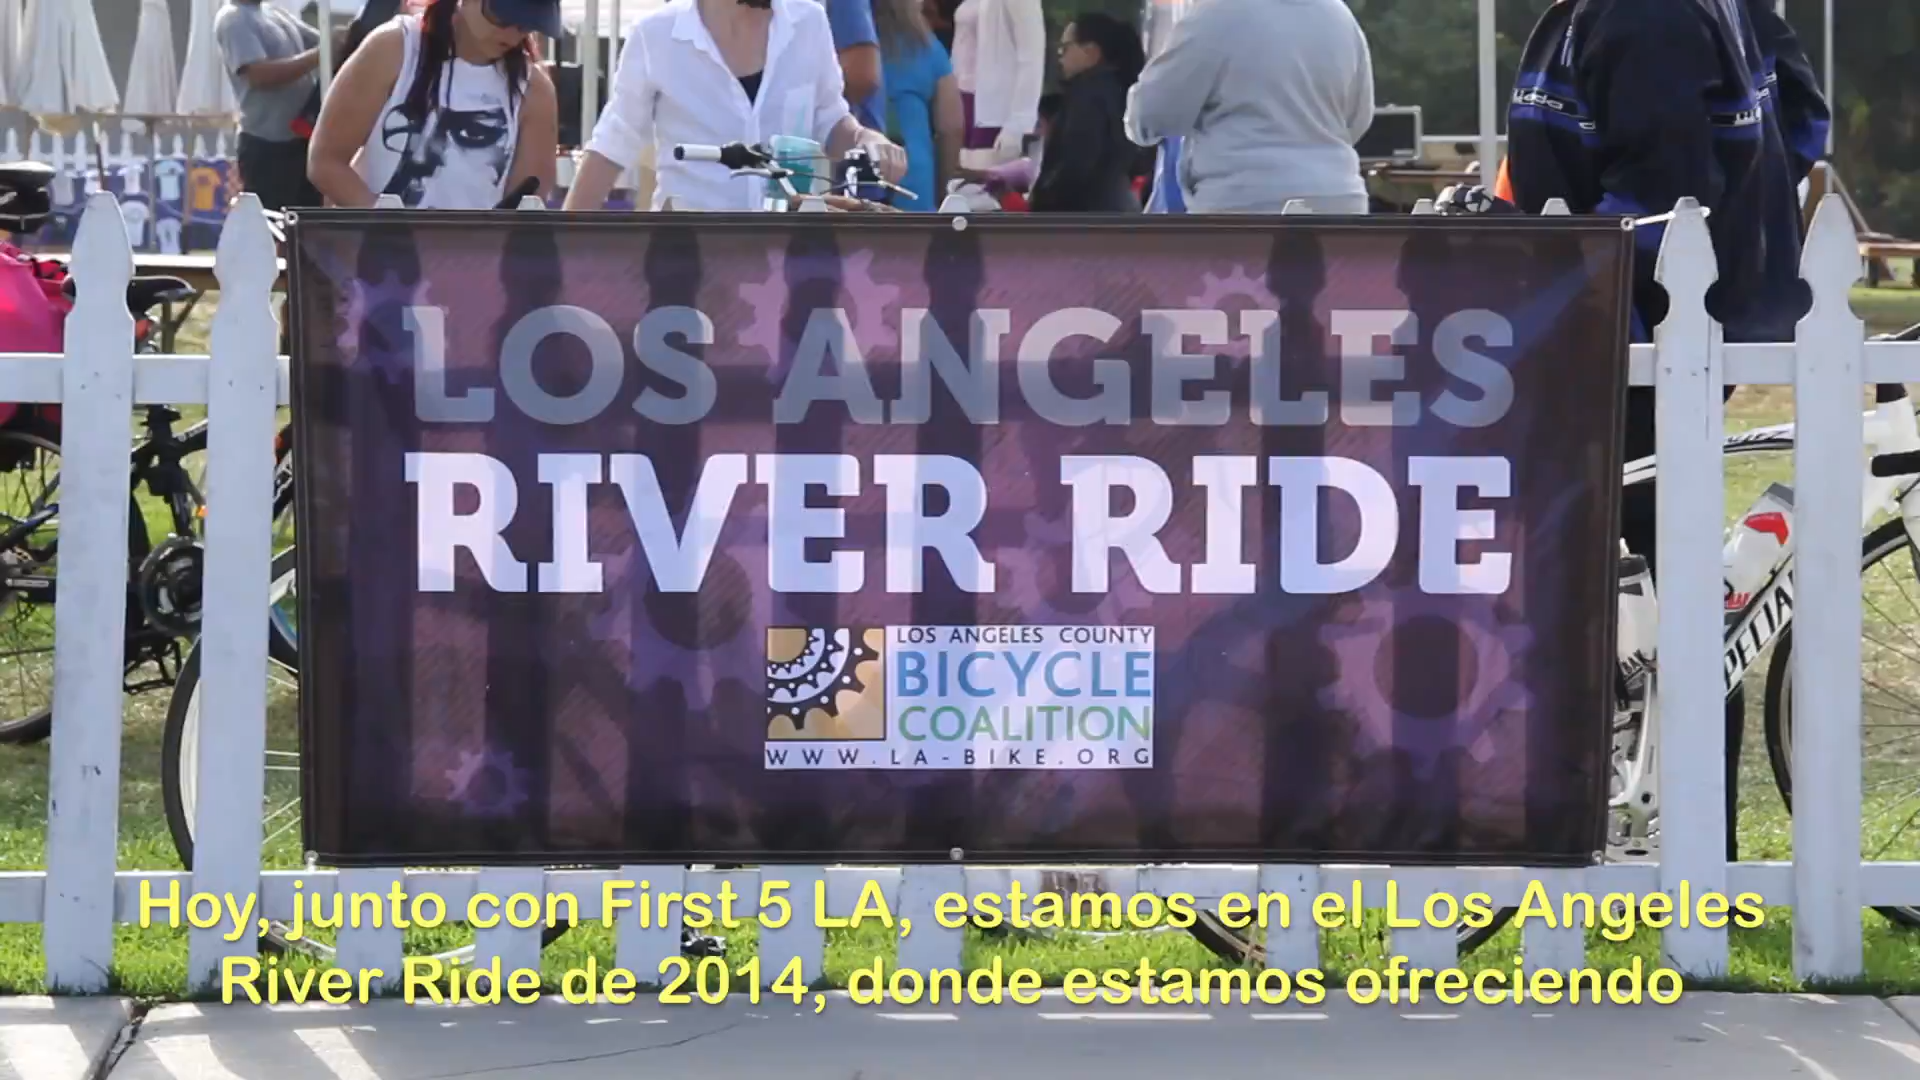 LOS ANGELES
RIVER RIDE
LOS ANGELES COUNTY
BICYCLE
COALITION
WWW.LA-BIKE.ORG
SPECIA
Hoy, junto con First 5 LA, estamos en el Los Angeles
River Ride de 2014, donde estamos ofreciendo